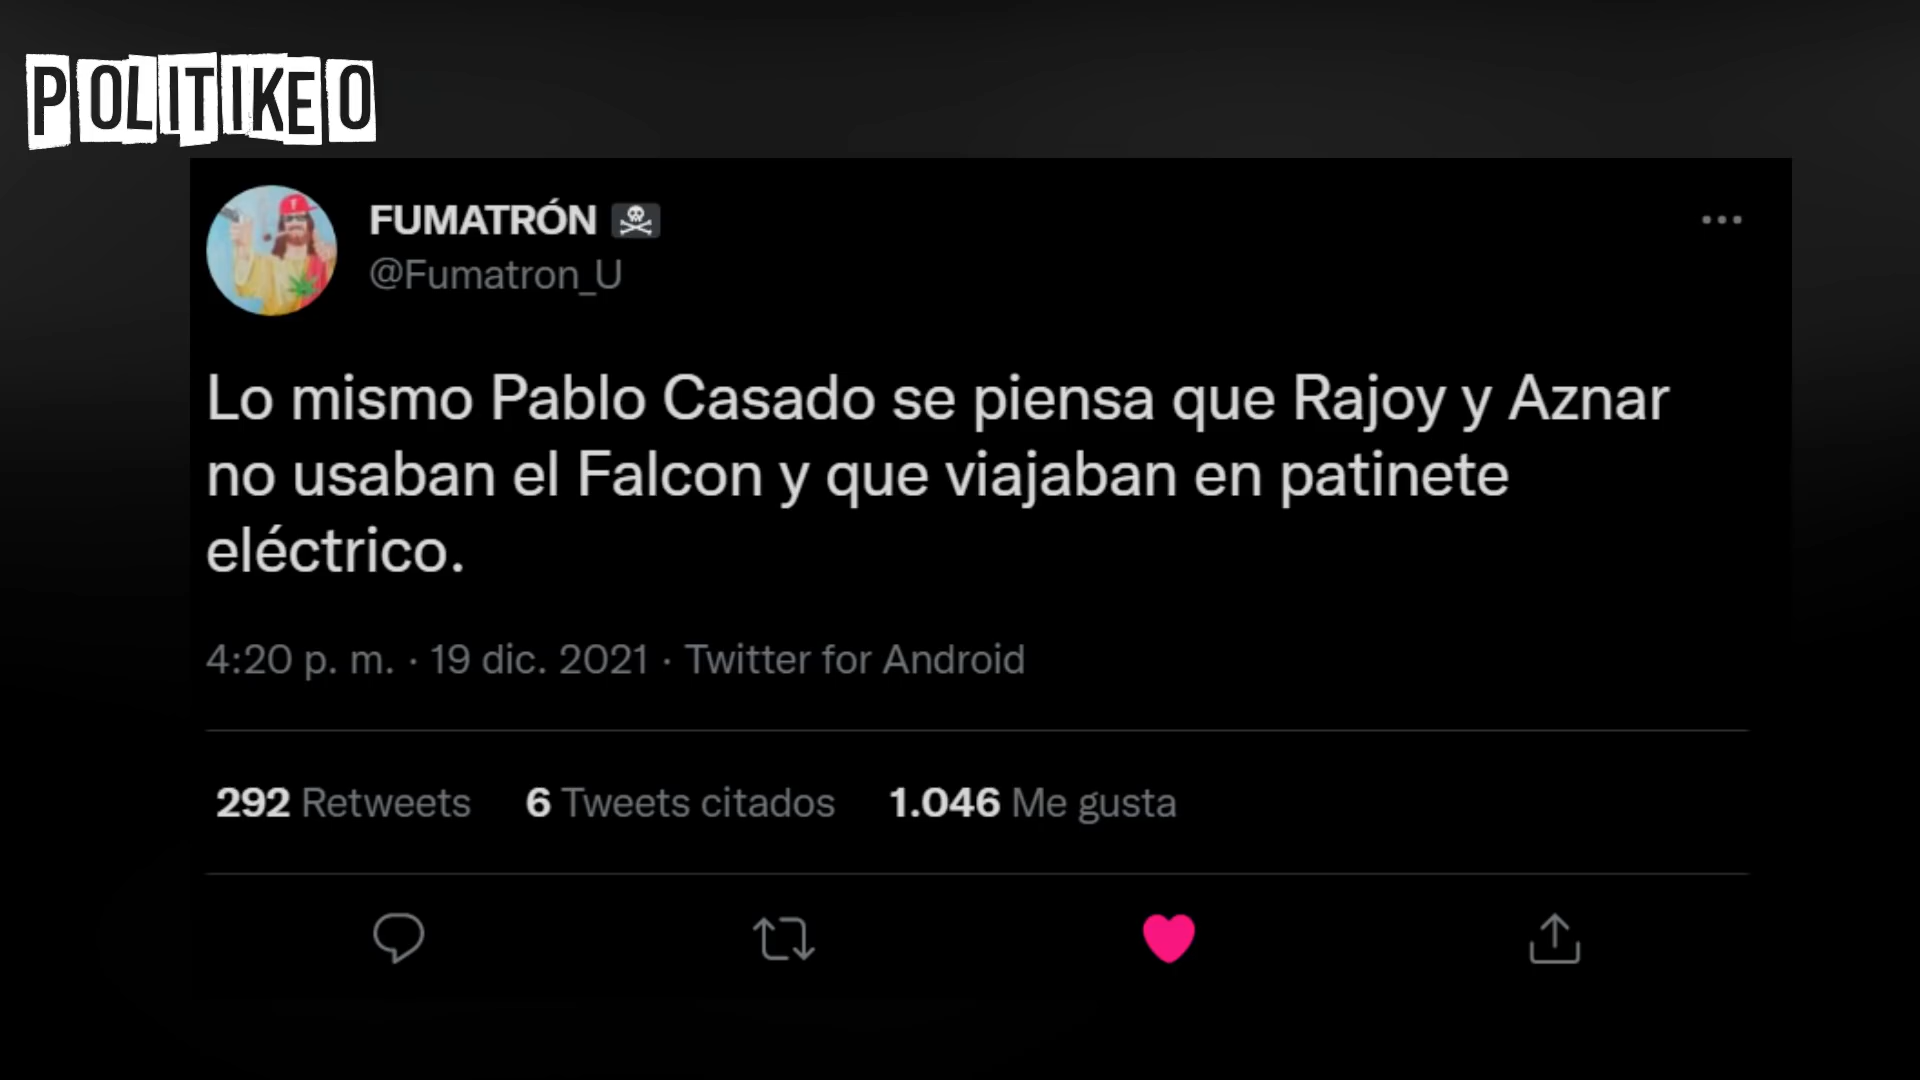 POLITIKEO
FUMATRÓN ☠️
@Fumatron_U
Lo mismo Pablo Casado se piensa que Rajoy y Aznar
no usaban el Falcon y que viajaban en patinete
eléctrico.
4:20 p. m. · 19 dic. 2021 · Twitter for Android
292 Retweets 6 Tweets citados 1.046 Me gusta